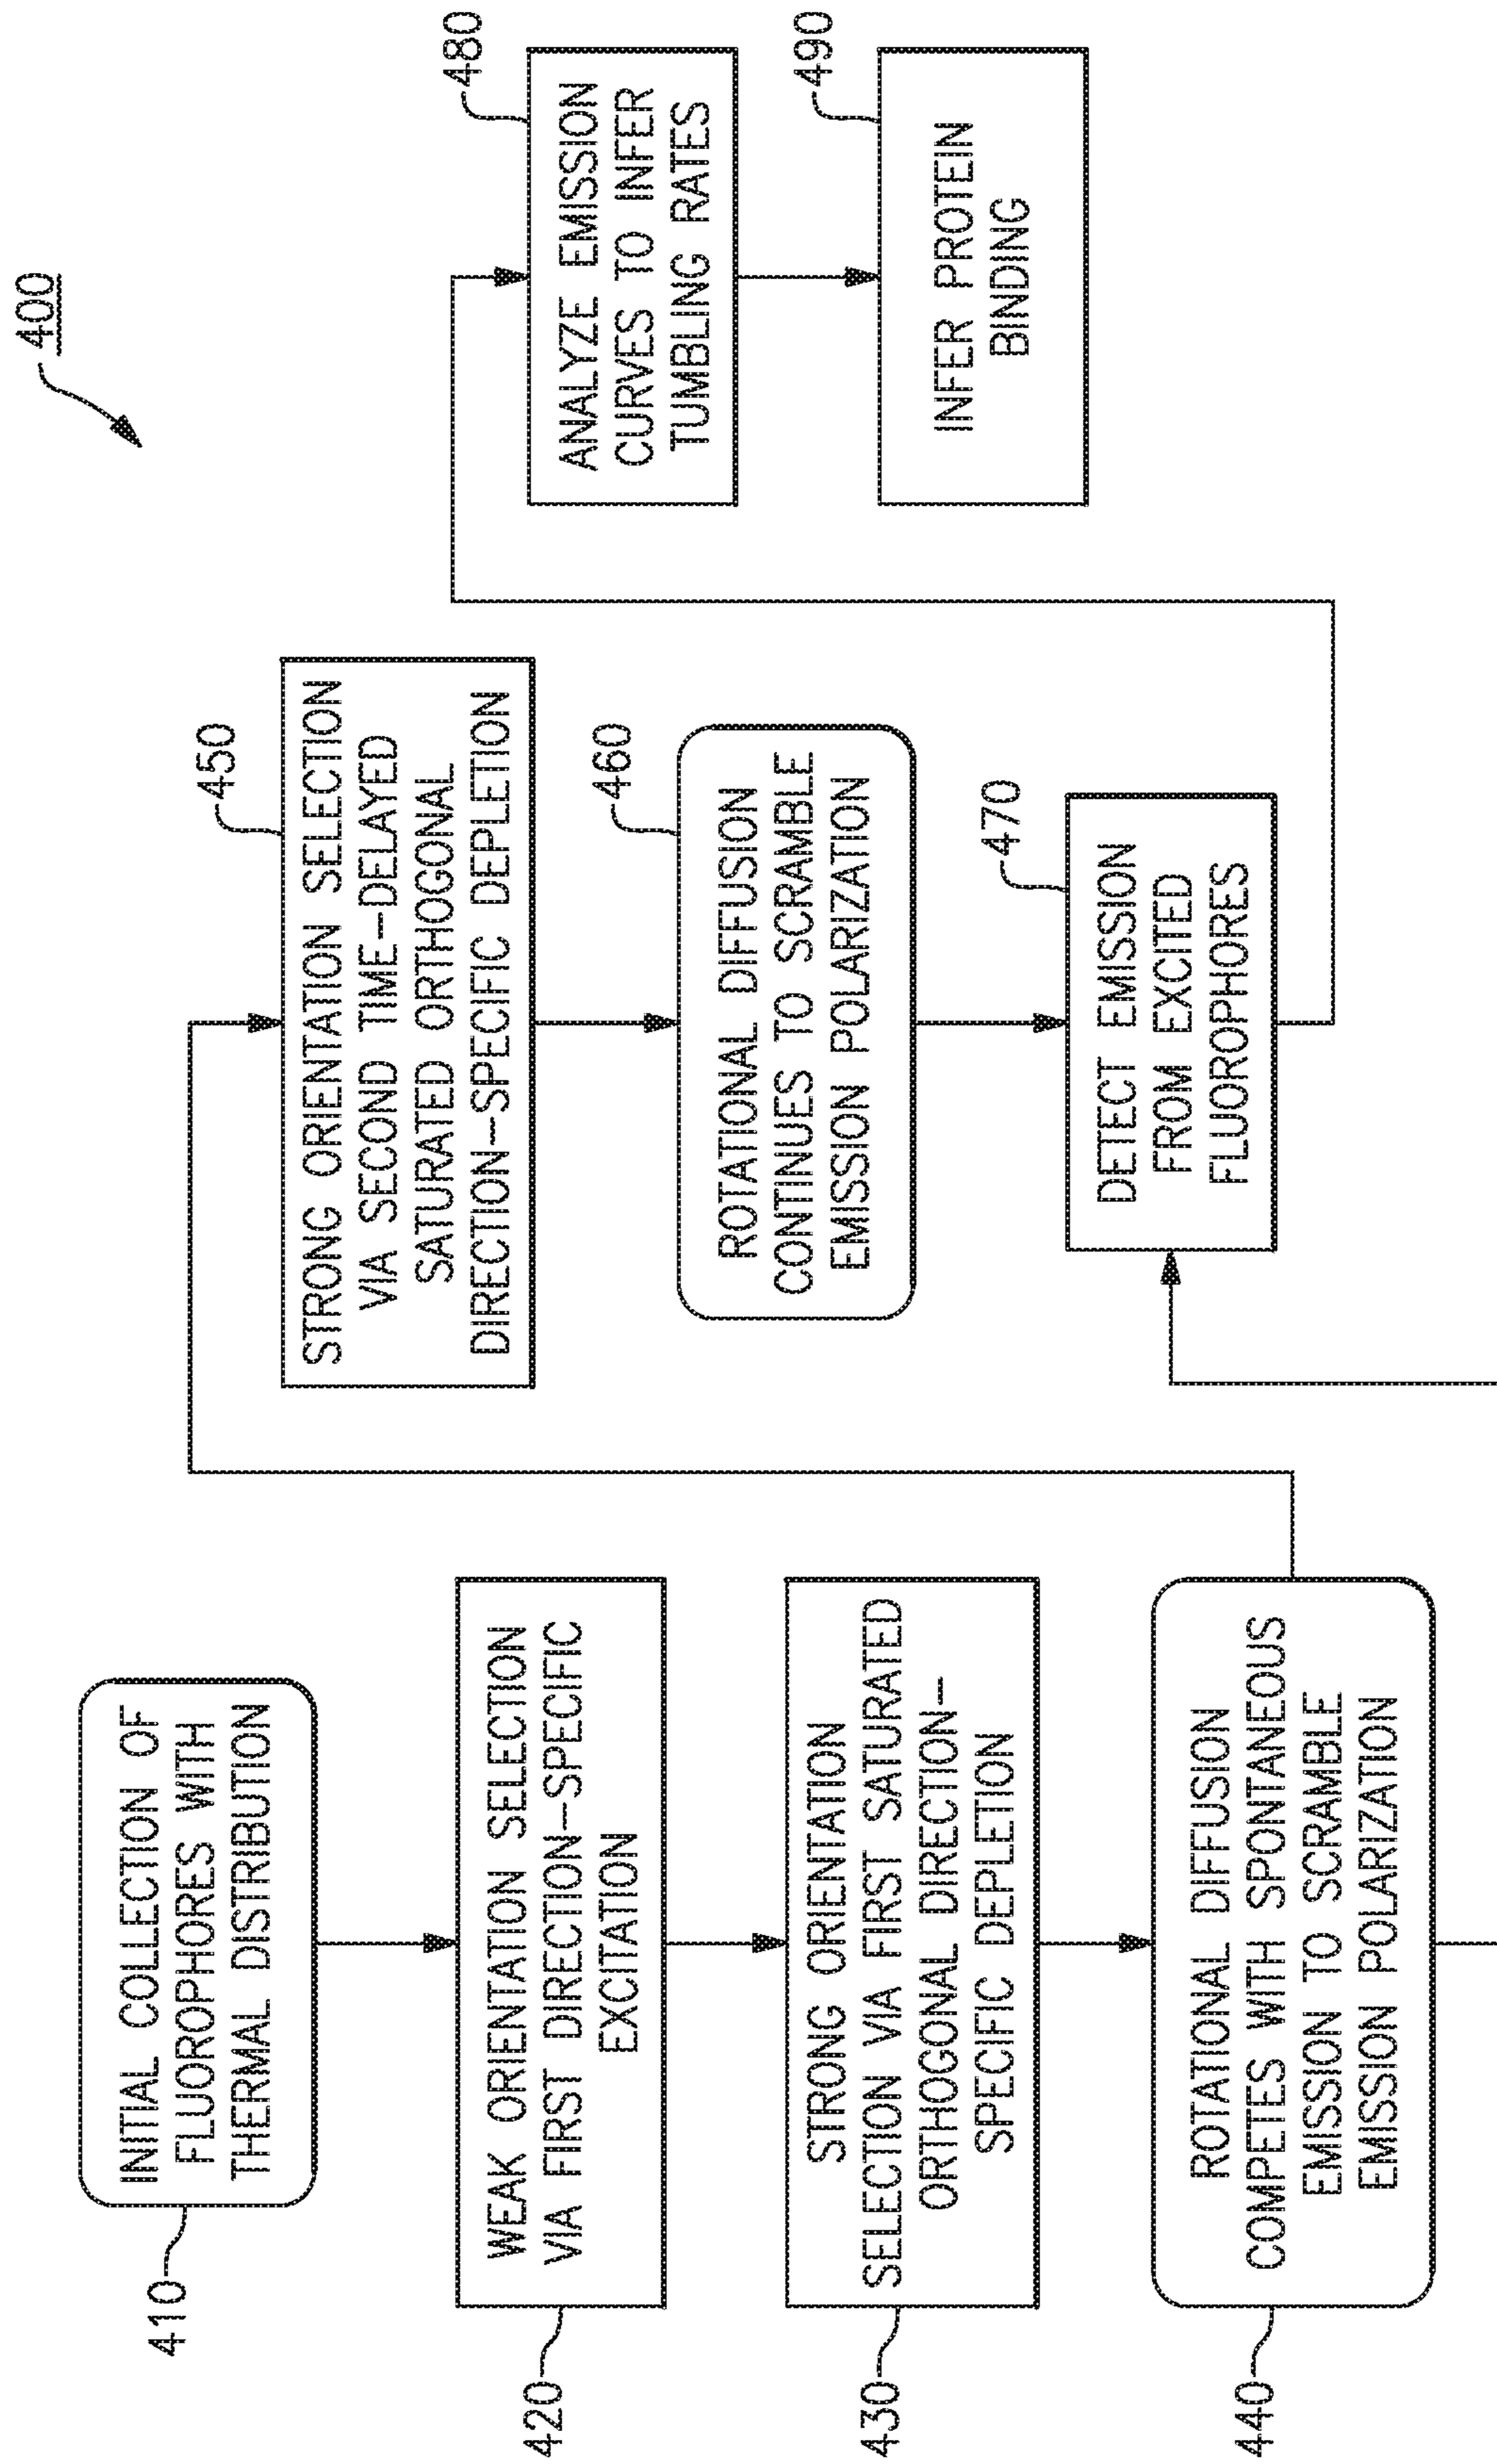 400
410
INITIAL COLLECTION OF
FLUOROPHORES WITH
THERMAL DISTRIBUTION
420
WEAK ORIENTATION SELECTION
VIA FIRST DIRECTION-SPECIFIC
EXCITATION
430
STRONG ORIENTATION
SELECTION VIA FIRST SATURATED
ORTHOGONAL DIRECTION-
SPECIFIC DEPLETION
440
ROTATIONAL DIFFUSION
COMPETES WITH SPONTANEOUS
EMISSION TO SCRAMBLE
EMISSION POLARIZATION
450
STRONG ORIENTATION SELECTION
VIA SECOND TIME-DELAYED
SATURATED ORTHOGONAL
DIRECTION-SPECIFIC DEPLETION
460
ROTATIONAL DIFFUSION
CONTINUES TO SCRAMBLE
EMISSION POLARIZATION
470
DETECT EMISSION
FROM EXCITED
FLUOROPHORES
480
ANALYZE EMISSION
CURVES TO INFER
TUMBLING RATES
490
INFER PROTEIN
BINDING